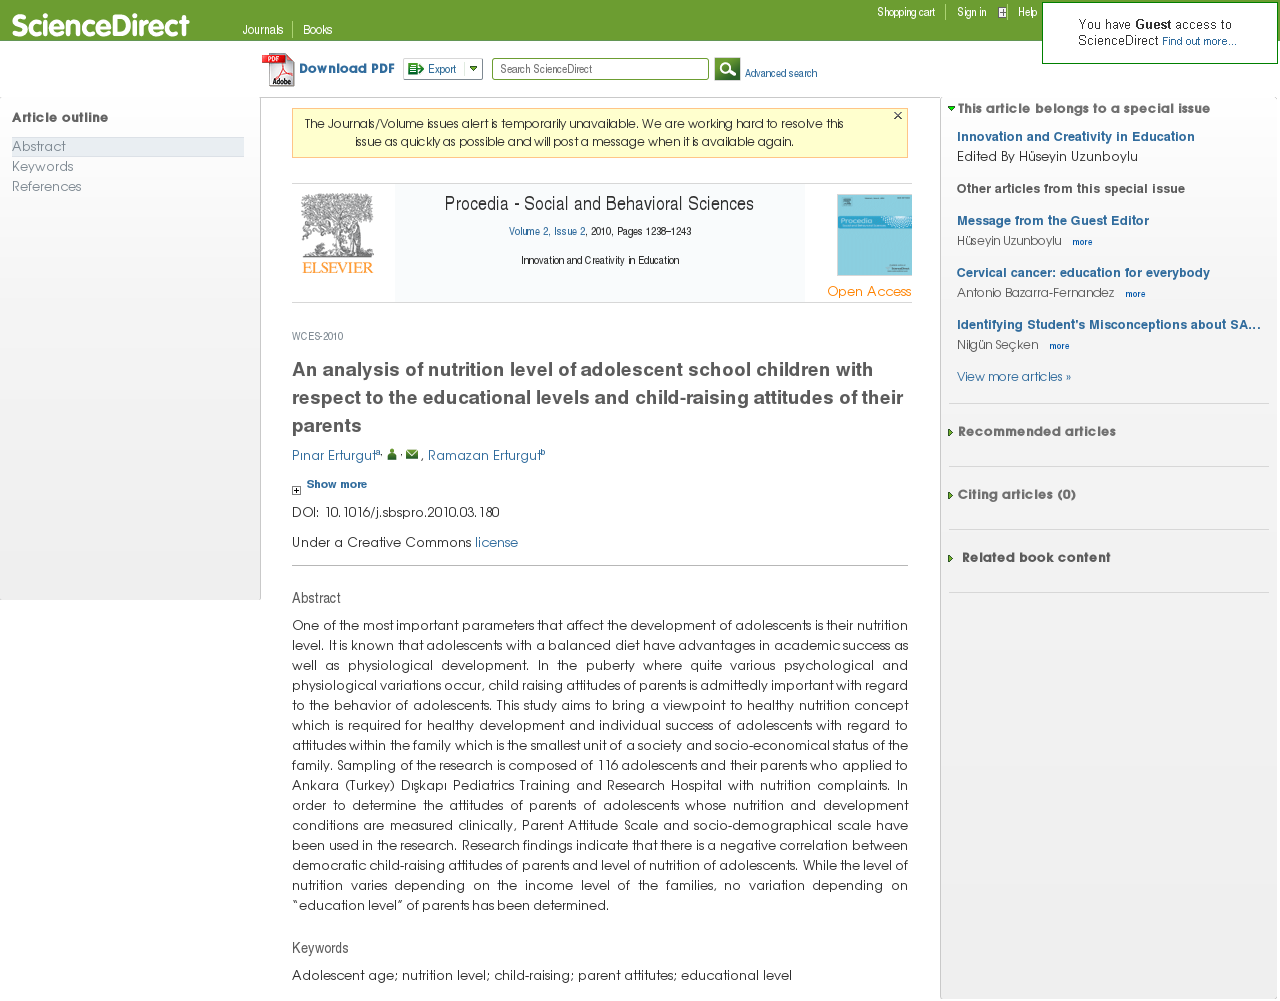 ScienceDirect
Journals
Books
Shopping cart
Sign in
Help
You have Guest access to
ScienceDirect Find out more...
PDF
Adobe
Download PDF
Export
Search ScienceDirect
Advanced search
Article outline
Abstract
Keywords
References
The Journals/Volume issues alert is temporarily unavailable. We are working hard to resolve this
issue as quickly as possible and will post a message when it is available again.
ELSEVIER
Procedia - Social and Behavioral Sciences
Volume 2, Issue 2, 2010, Pages 1238–1243
Innovation and Creativity in Education
Procedia
Open Access
WCES-2010
An analysis of nutrition level of adolescent school children with
respect to the educational levels and child-raising attitudes of their
parents
Pınar Erturgut a, , , Ramazan Erturgut b
Show more
DOI: 10.1016/j.sbspro.2010.03.180
Under a Creative Commons license
Abstract
One of the most important parameters that affect the development of adolescents is their nutrition
level. It is known that adolescents with a balanced diet have advantages in academic success as
well as physiological development. In the puberty where quite various psychological and
physiological variations occur, child raising attitudes of parents is admittedly important with regard
to the behavior of adolescents. This study aims to bring a viewpoint to healthy nutrition concept
which is required for healthy development and individual success of adolescents with regard to
attitudes within the family which is the smallest unit of a society and socio-economical status of the
family. Sampling of the research is composed of 116 adolescents and their parents who applied to
Ankara (Turkey) Dışkapı Pediatrics Training and Research Hospital with nutrition complaints. In
order to determine the attitudes of parents of adolescents whose nutrition and development
conditions are measured clinically, Parent Attitude Scale and socio-demographical scale have
been used in the research. Research findings indicate that there is a negative correlation between
democratic child-raising attitudes of parents and level of nutrition of adolescents. While the level of
nutrition varies depending on the income level of the families, no variation depending on
“education level” of parents has been determined.
Keywords
Adolescent age; nutrition level; child-raising; parent attitutes; educational level
This article belongs to a special issue
Innovation and Creativity in Education
Edited By Hüseyin Uzunboylu
Other articles from this special issue
Message from the Guest Editor
Hüseyin Uzunboylu more
Cervical cancer: education for everybody
Antonio Bazarra-Fernandez more
Identifying Student's Misconceptions about SA...
Nilgün Seçken more
View more articles »
Recommended articles
Citing articles (0)
Related book content